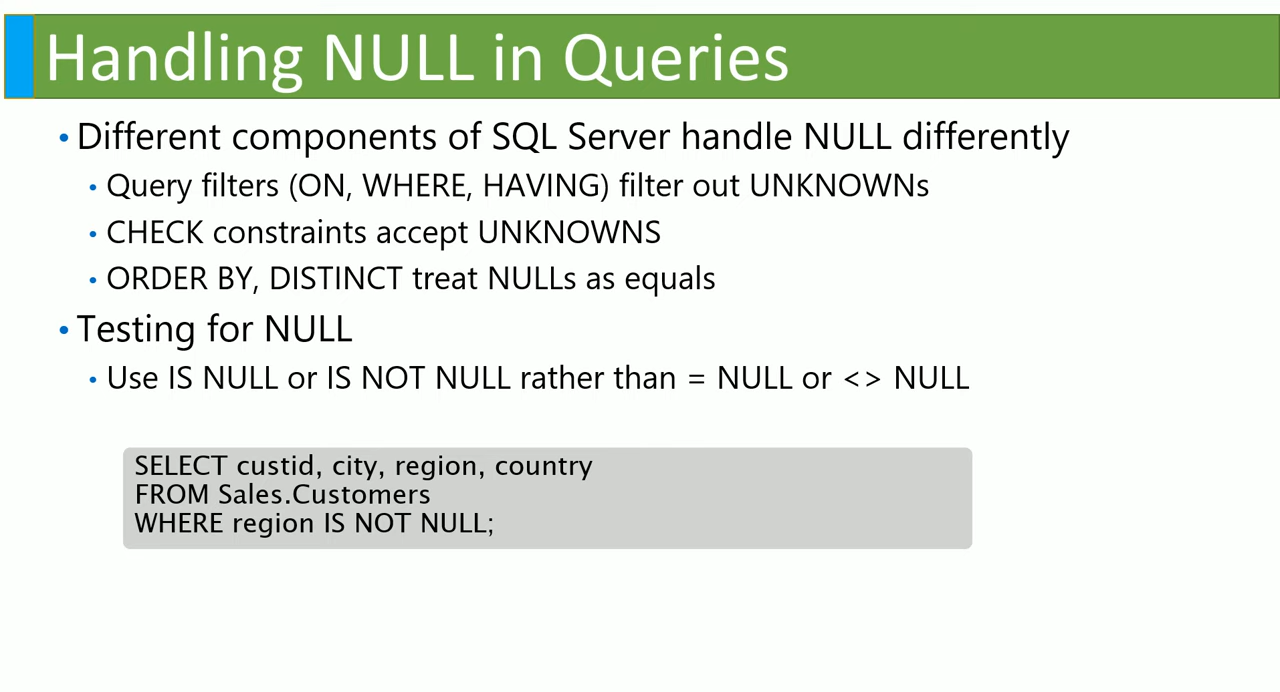 Handling NULL in Queries
• Different components of SQL Server handle NULL differently
• Query filters (ON, WHERE, HAVING) filter out UNKNOWNs
• CHECK constraints accept UNKNOWNS
• ORDER BY, DISTINCT treat NULLs as equals
• Testing for NULL
• Use IS NULL or IS NOT NULL rather than = NULL or <> NULL
SELECT custid, city, region, country
FROM Sales.Customers
WHERE region IS NOT NULL;